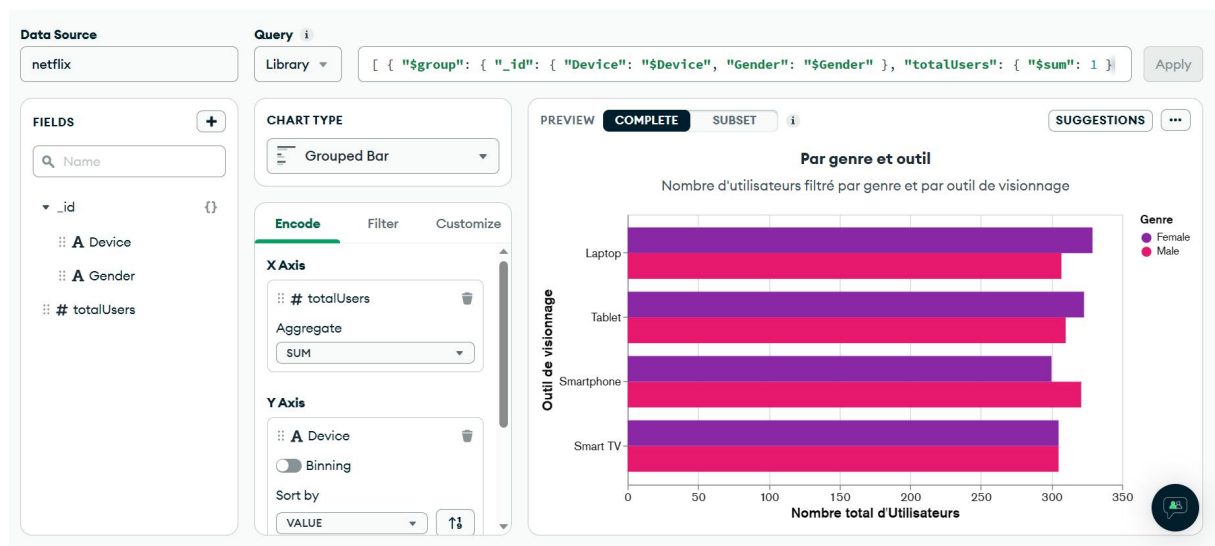 Data Source
netflix
Query i
Library
[ { "$group": { "_id": { "Device": "$Device", "Gender": "$Gender" }, "totalUsers": { "$sum": 1 }
Apply
FIELDS
+
Name
_id {}
A Device
A Gender
# totalUsers
CHART TYPE
Grouped Bar
Encode Filter Customize
X Axis
# totalUsers
Aggregate
SUM
Y Axis
A Device
Binning
Sort by
VALUE
PREVIEW COMPLETE SUBSET i
SUGGESTIONS ...
Par genre et outil
Nombre d'utilisateurs filtré par genre et par outil de visionnage
Genre
Female
Male
Outil de visionnage
Laptop
Tablet
Smartphone
Smart TV
0 50 100 150 200 250 300 350
Nombre total d'Utilisateurs